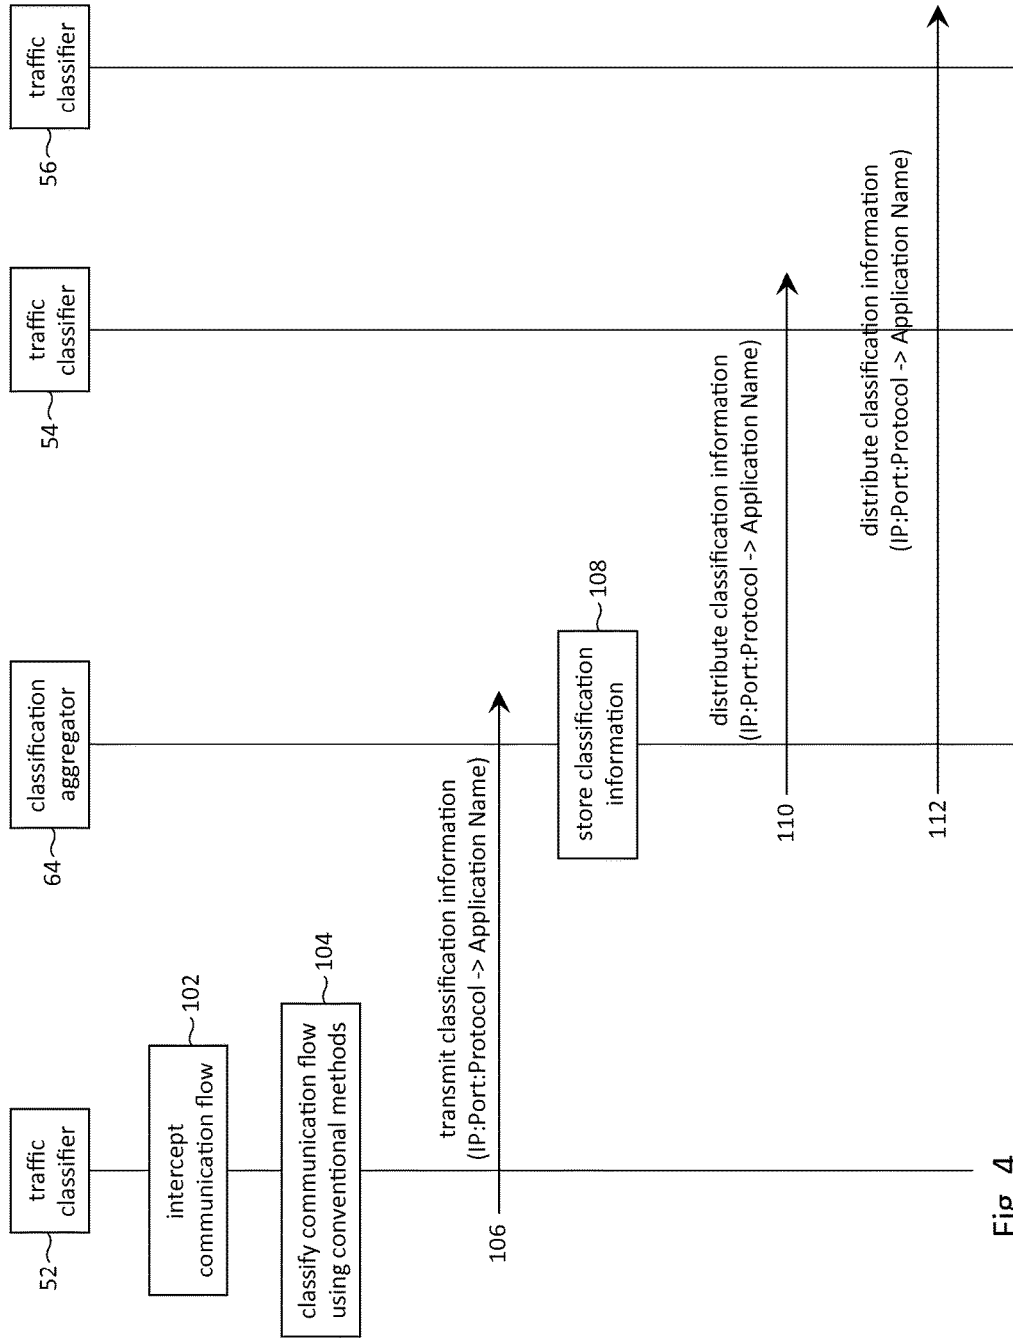 traffic
classifier
52
classification
aggregator
64
traffic
classifier
54
traffic
classifier
56
intercept
communication flow
102
classify communication flow
using conventional methods
104
transmit classification information
(IP:Port:Protocol -> Application Name)
106
store classification
information
108
distribute classification information
(IP:Port:Protocol -> Application Name)
110
distribute classification information
(IP:Port:Protocol -> Application Name)
112
Fig. 4